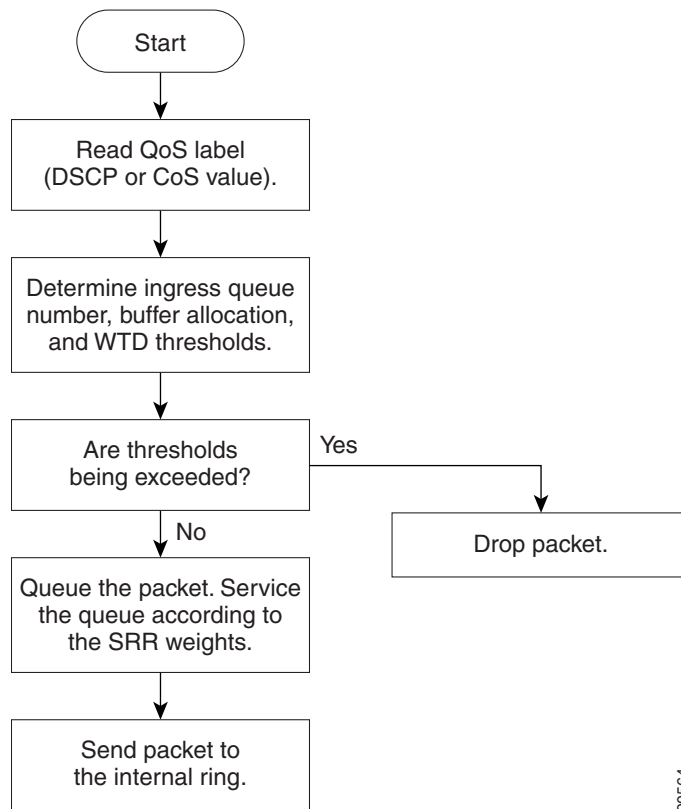 Start
Read QoS label
(DSCP or CoS value).
Determine ingress queue
number, buffer allocation,
and WTD thresholds.
Are thresholds
being exceeded?
Yes
No
Drop packet.
Queue the packet. Service
the queue according to
the SRR weights.
Send packet to
the internal ring.